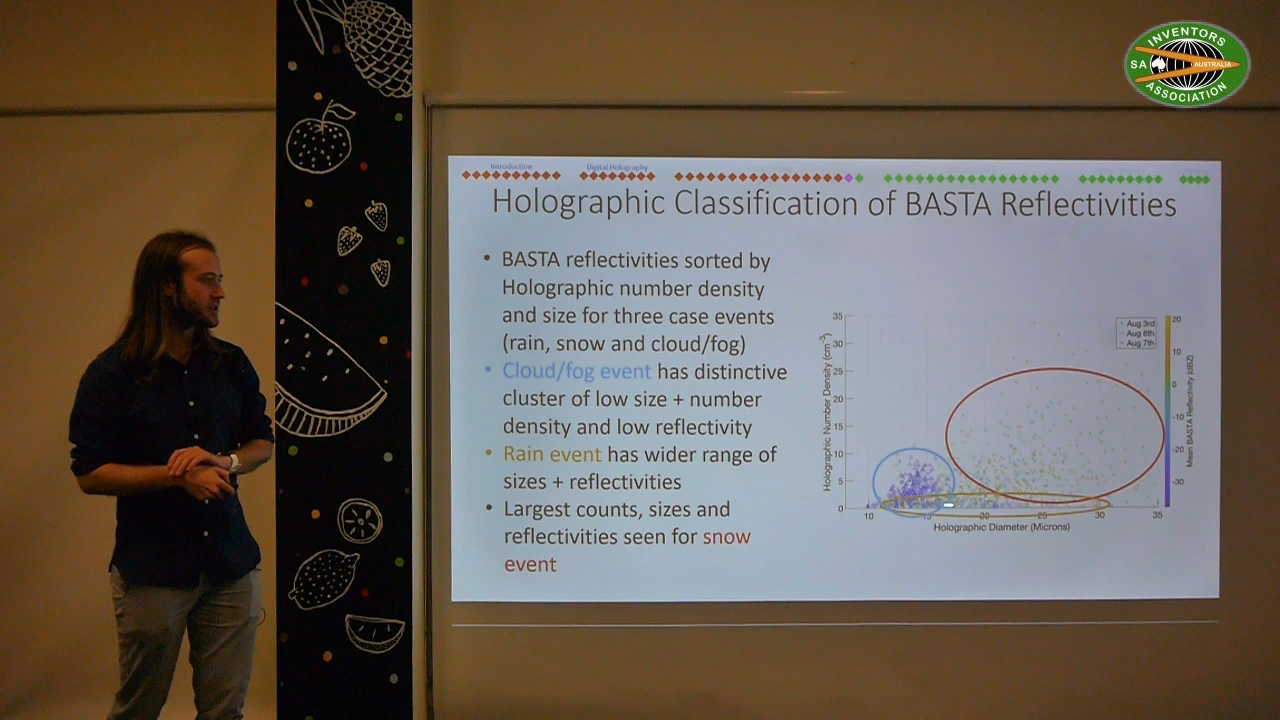 INVENTORS
SA AUSTRALIA
ASSOCIATION
Introduction
Digital Holography
Holographic Classification of BASTA Reflectivities
• BASTA reflectivities sorted by
Holographic number density
and size for three case events
(rain, snow and cloud/fog)
• Cloud/fog event has distinctive
cluster of low size + number
density and low reflectivity
• Rain event has wider range of
sizes + reflectivities
• Largest counts, sizes and
reflectivities seen for snow
event
Holographic Number Density (cm⁻³)
35
30
25
20
15
10
5
0
10
15
20
25
30
35
Holographic Diameter (Microns)
Aug 3rd
Aug 6th
Aug 7th
20
10
0
-10
-20
-30
Mean BASTA Reflectivity (dBZ)